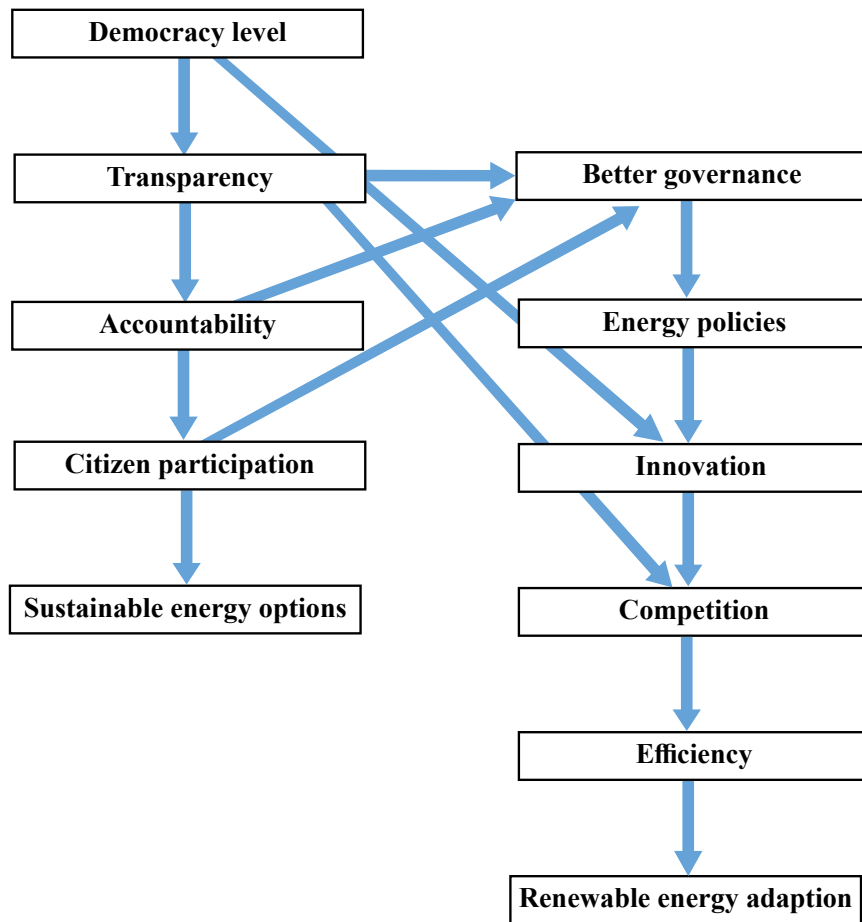 Democracy level
Transparency
Better governance
Accountability
Energy policies
Citizen participation
Innovation
Sustainable energy options
Competition
Efficiency
Renewable energy adaption